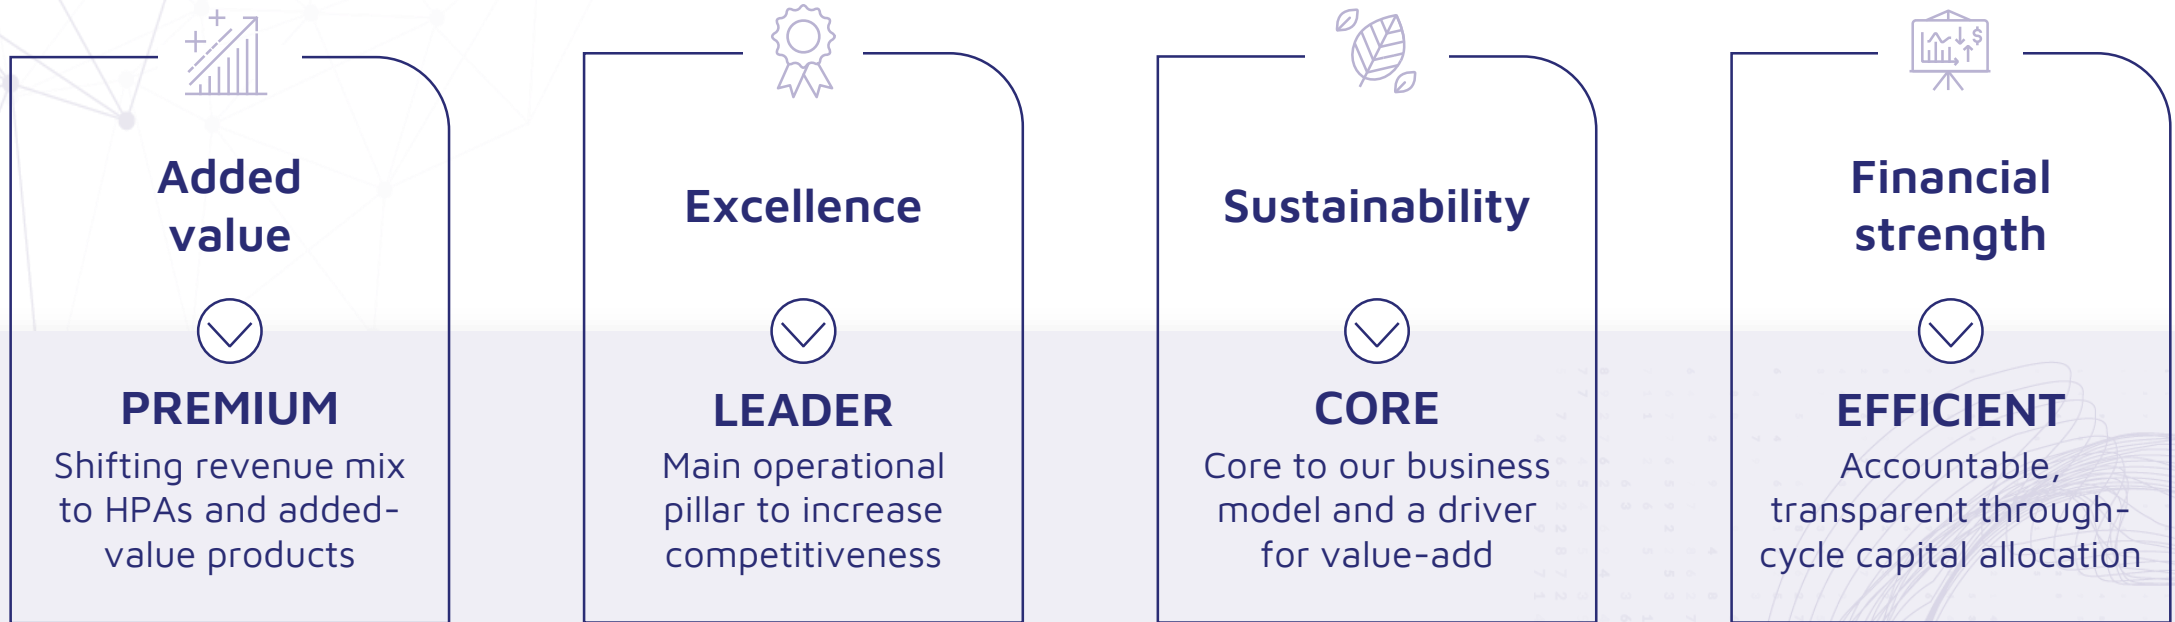 Added
value
PREMIUM
Shifting revenue mix
to HPAs and added-
value products
Excellence
LEADER
Main operational
pillar to increase
competitiveness
Sustainability
CORE
Core to our business
model and a driver
for value-add
Financial
strength
EFFICIENT
Accountable,
transparent through-
cycle capital allocation